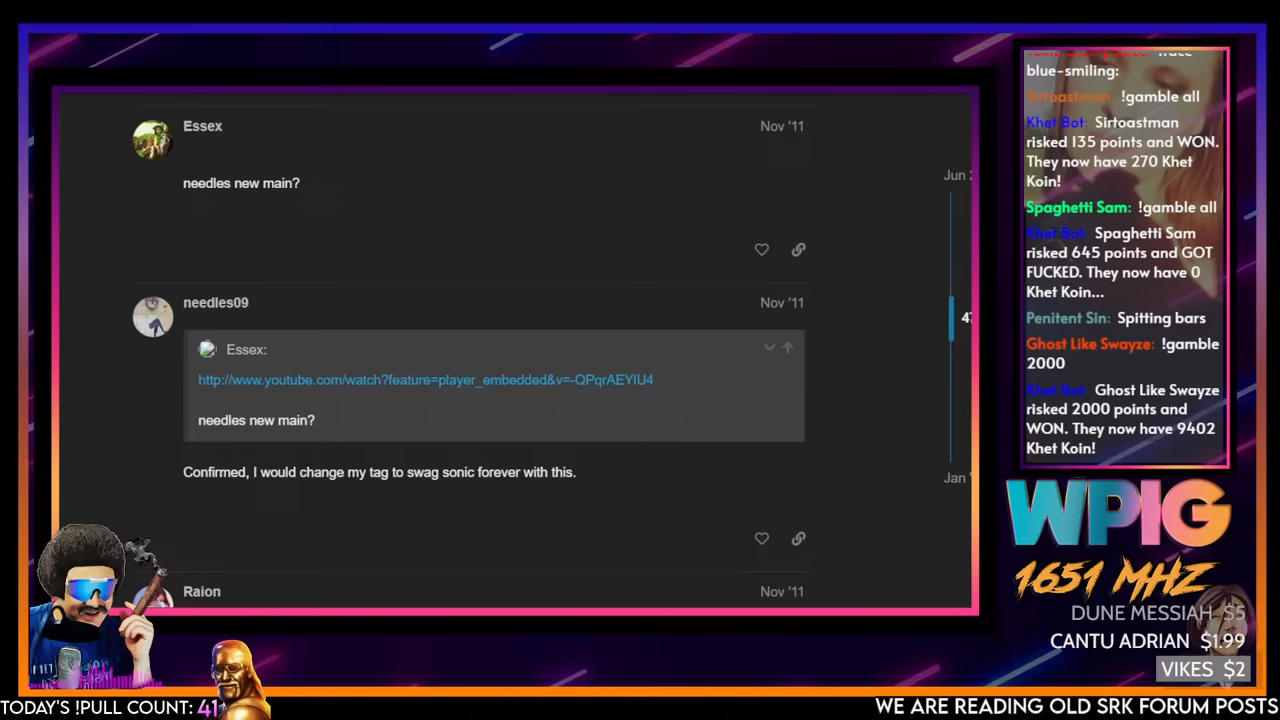 Essex
Nov '11
needles new main?
Jun 2
needles09
Nov '11
Essex:
http://www.youtube.com/watch?feature=player_embedded&v=-QPqrAEYlU4
needles new main?
47
Confirmed, I would change my tag to swag sonic forever with this.
Jan '
Raion
Nov '11
blue-smiling:
Sirtoastman: !gamble all
Khet Bot: Sirtoastman
risked 135 points and WON.
They now have 270 Khet
Koin!
Spaghetti Sam: !gamble all
Khet Bot: Spaghetti Sam
risked 645 points and GOT
FUCKED. They now have 0
Khet Koin...
Penitent Sin: Spitting bars
Ghost Like Swayze: !gamble
2000
Khet Bot: Ghost Like Swayze
risked 2000 points and
WON. They now have 9402
Khet Koin!
WPIG
1651 MHZ
DUNE MESSIAH $5
CANTU ADRIAN $1.99
VIKES $2
TODAY'S !PULL COUNT: 41
WE ARE READING OLD SRK FORUM POSTS